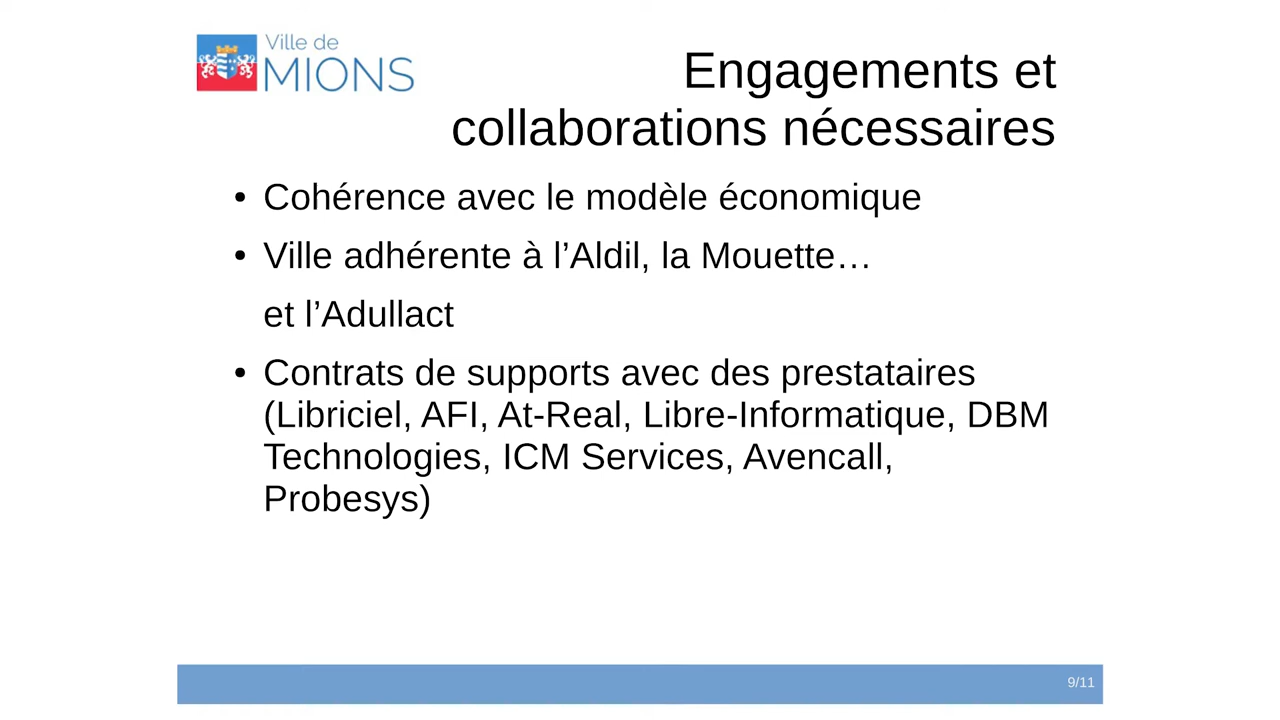 Ville de
MIONS
Engagements et
collaborations nécessaires
• Cohérence avec le modèle économique
• Ville adhérente à l’Aldil, la Mouette…
et l’Adullact
• Contrats de supports avec des prestataires
(Libriciel, AFI, At-Real, Libre-Informatique, DBM
Technologies, ICM Services, Avencall,
Probesys)
9/11